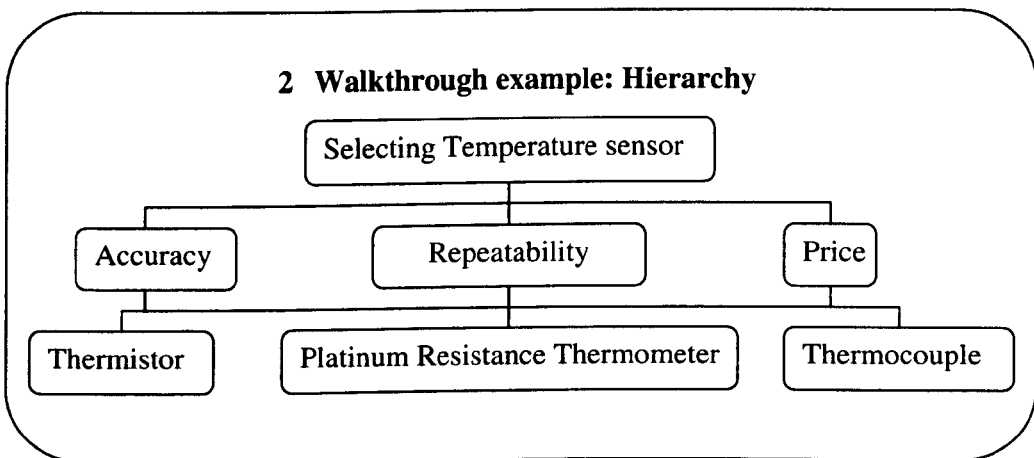 2 Walkthrough example: Hierarchy
Selecting Temperature sensor
Accuracy
Repeatability
Price
Thermistor
Platinum Resistance Thermometer
Thermocouple